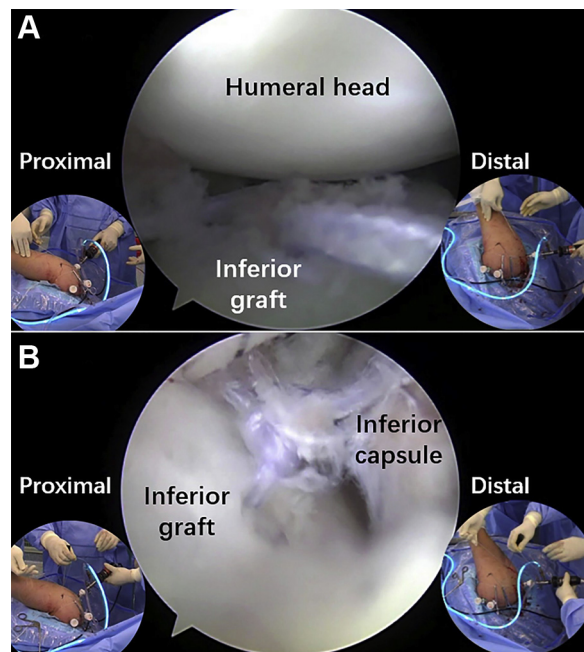 A
Humeral head
Proximal
Distal
Inferior
graft
B
Inferior
capsule
Proximal
Distal
Inferior
graft